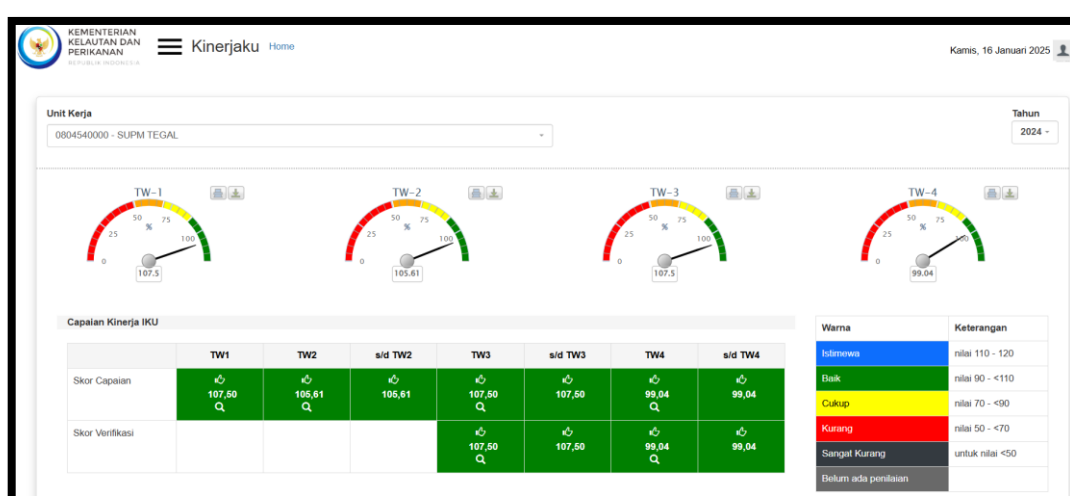 KEMENTERIAN
KELAUTAN DAN
PERIKANAN
REPUBLIK INDONESIA
Kinerjaku Home
Kamis, 16 Januari 2025
Unit Kerja
Tahun
0804540000 - SUPM TEGAL
2024
TW-1
TW-2
TW-3
TW-4
0 25 50 75 100
%
107.5
0 25 50 75 100
%
105.61
0 25 50 75 100
%
107.5
0 25 50 75 100
%
99.04
Capaian Kinerja IKU
TW1 TW2 s/d TW2 TW3 s/d TW3 TW4 s/d TW4
Skor Capaian 107,50 105,61 105,61 107,50 107,50 99,04 99,04
Skor Verifikasi 107,50 107,50 99,04 99,04
Warna Keterangan
Istimewa nilai 110 - 120
Baik nilai 90 - <110
Cukup nilai 70 - <90
Kurang nilai 50 - <70
Sangat Kurang untuk nilai <50
Belum ada penilaian